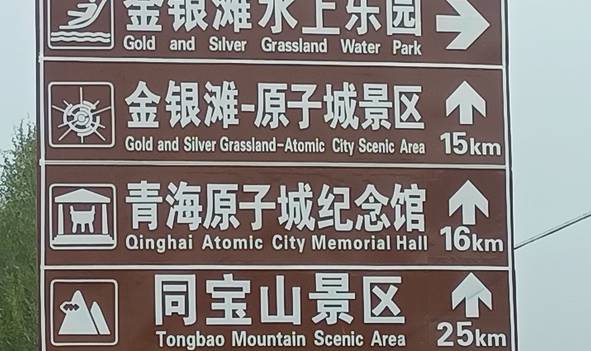 金银滩水上乐园
Gold and Silver Grassland Water Park
金银滩-原子城景区
Gold and Silver Grassland-Atomic City Scenic Area 15km
青海原子城纪念馆
Qinghai Atomic City Memorial Hall 16km
同宝山景区
Tongbao Mountain Scenic Area 25km